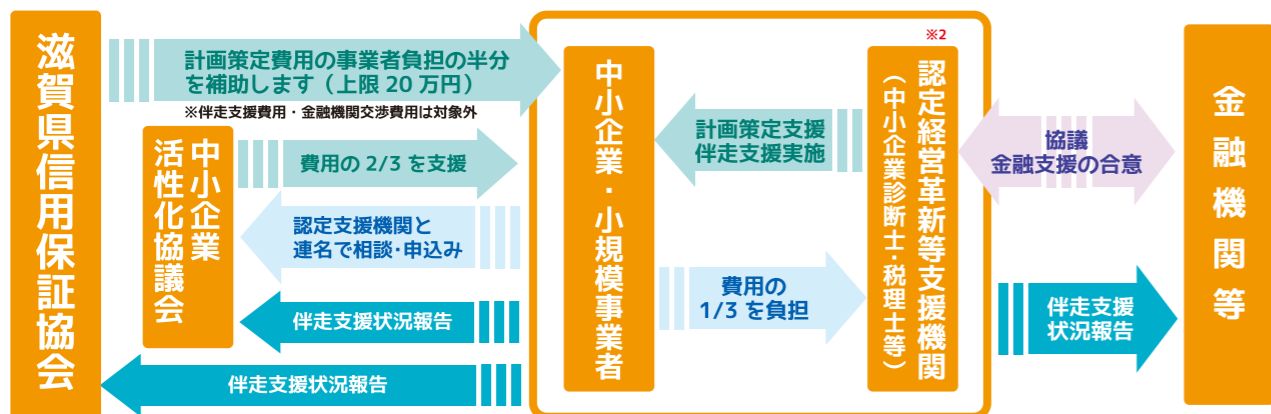 滋賀県信用保証協会
計画策定費用の事業者負担の半分
を補助します（上限 20 万円）
※伴走支援費用・金融機関交渉費用は対象外
中小企業
活性化協議会
費用の 2/3 を支援
認定支援機関と
連名で相談・申込み
伴走支援状況報告
伴走支援状況報告
中小企業・小規模事業者
計画策定支援
伴走支援実施
費用の
1/3 を負担
※2
認定経営革新等支援機関
（中小企業診断士・税理士等）
協議
金融支援の合意
伴走支援
状況報告
金融機関等